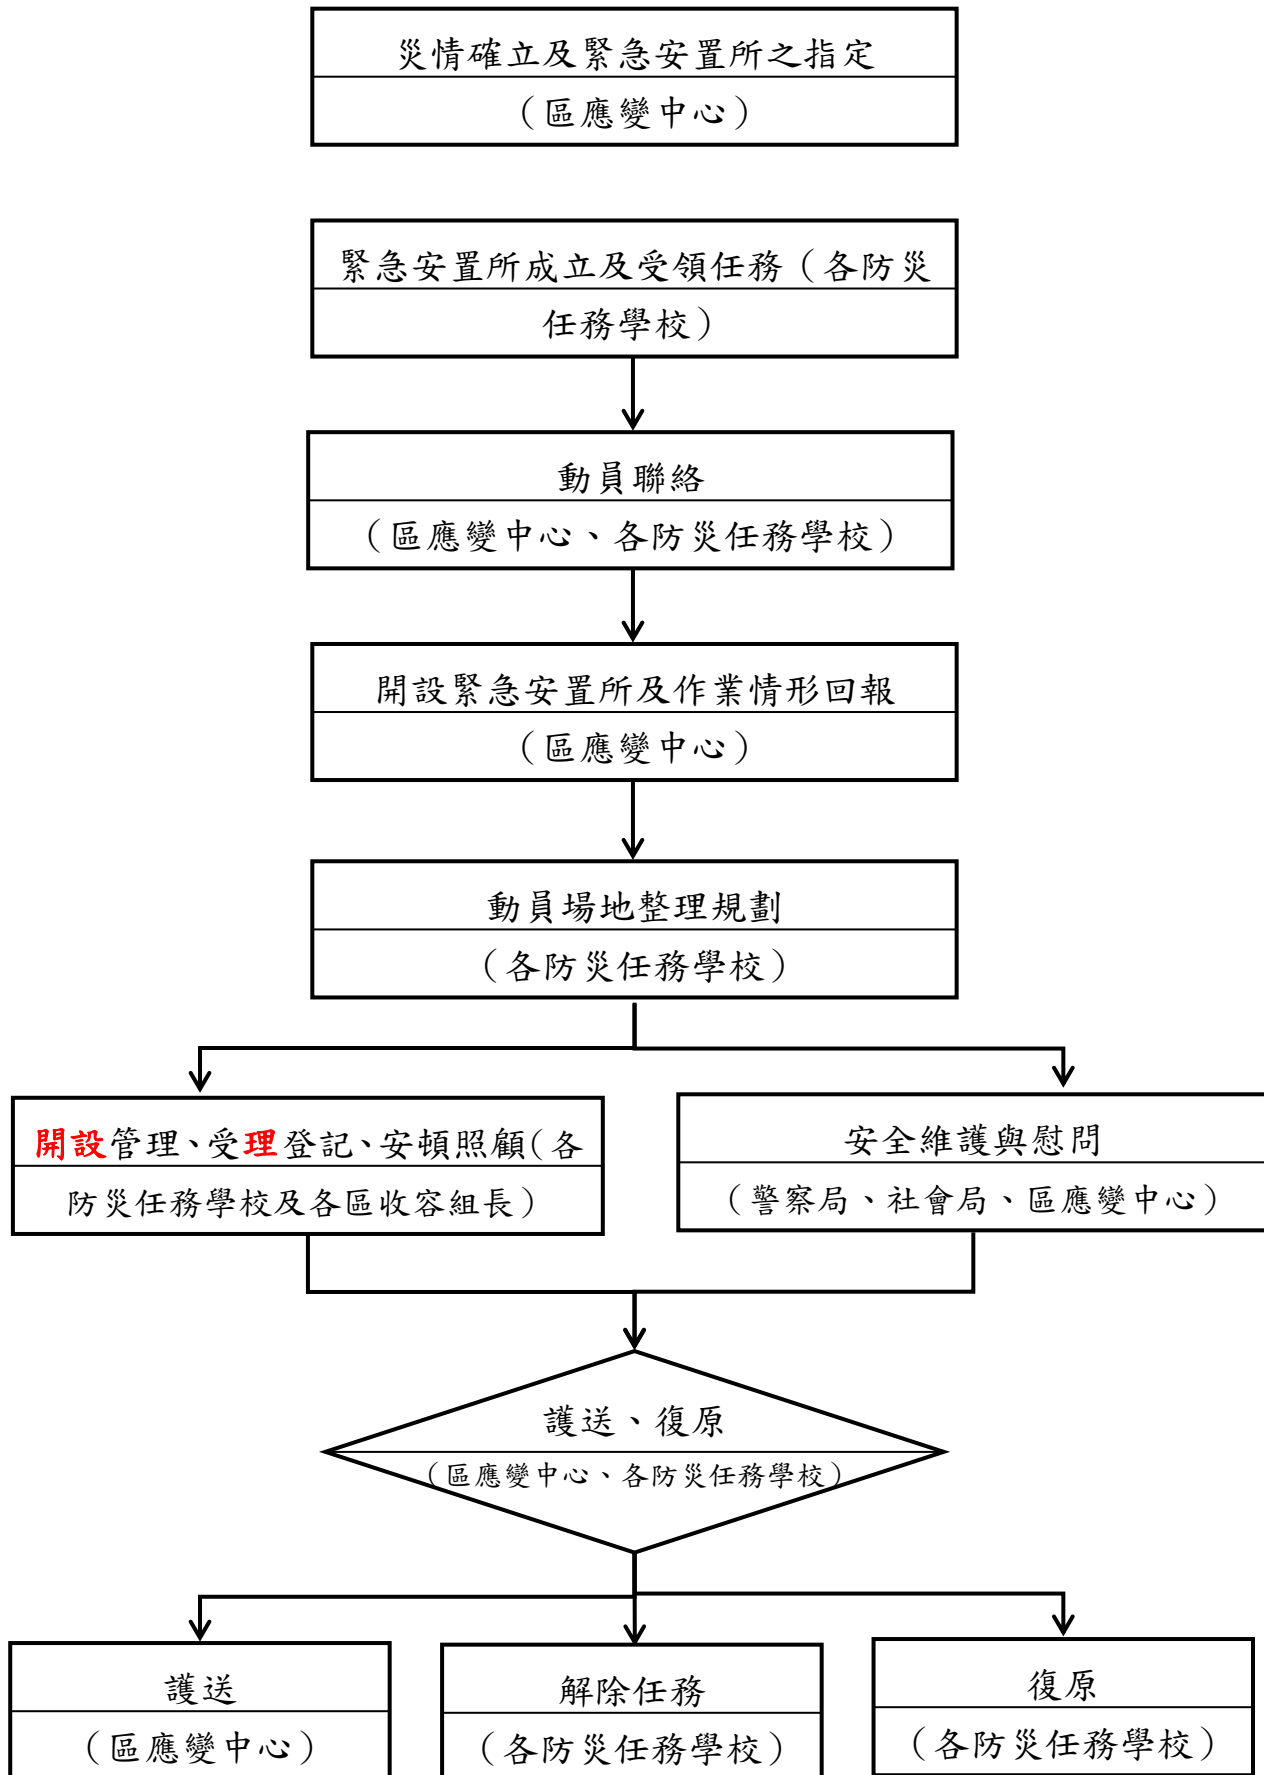 災情確立及緊急安置所之指定
（區應變中心）
緊急安置所成立及受領任務（各防災
任務學校）
動員聯絡
（區應變中心、各防災任務學校）
開設緊急安置所及作業情形回報
（區應變中心）
動員場地整理規劃
（各防災任務學校）
開設管理、受理登記、安頓照顧（各
防災任務學校及各區收容組長）
安全維護與慰問
（警察局、社會局、區應變中心）
護送、復原
（區應變中心、各防災任務學校）
護送
（區應變中心）
解除任務
（各防災任務學校）
復原
（各防災任務學校）